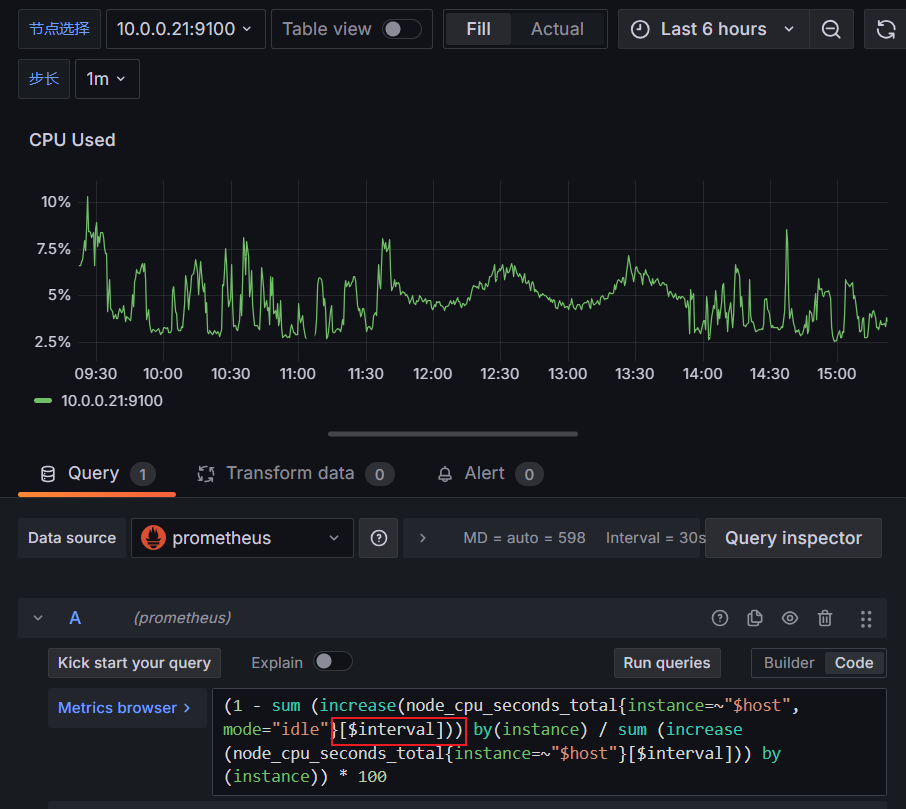 节点选择 10.0.0.21:9100 Table view Fill Actual Last 6 hours
步长 1m
CPU Used
10%
7.5%
5%
2.5%
09:30 10:00 10:30 11:00 11:30 12:00 12:30 13:00 13:30 14:00 14:30 15:00
10.0.0.21:9100
Query 1 Transform data 0 Alert 0
Data source prometheus MD = auto = 598 Interval = 30s Query inspector
A (prometheus)
Kick start your query Explain Run queries Builder Code
Metrics browser > (1 - sum (increase(node_cpu_seconds_total{instance=~"$host",
mode="idle"}[$interval])) by(instance) / sum (increase
(node_cpu_seconds_total{instance=~"$host"}[$interval])) by
(instance)) * 100